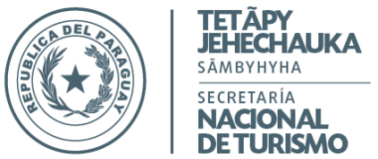 REPUBLICA DEL PARAGUAY
TETÃPY
JEHECHAUKA
SÃMBYHYHA
SECRETARÍA
NACIONAL
DE TURISMO